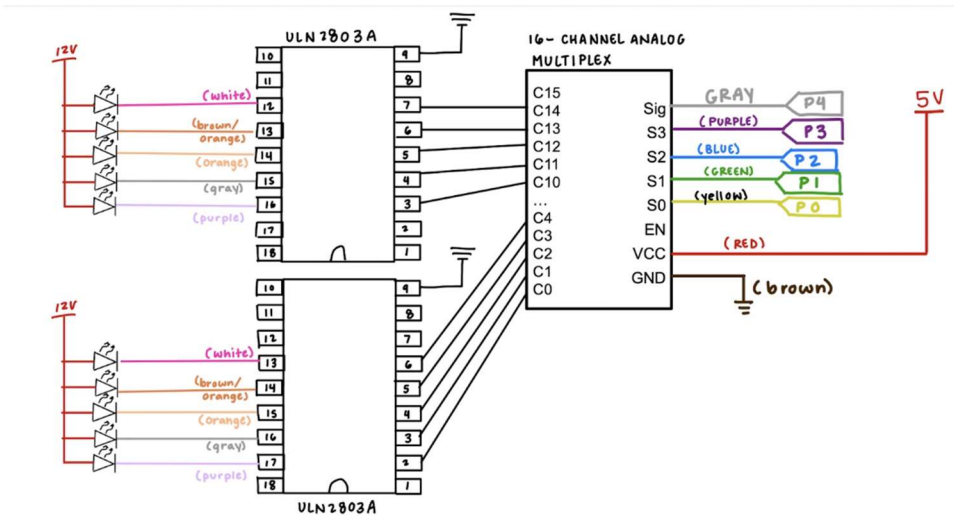 ULN2803A
12V
10
11
12
13
14
15
16
17
18
9
8
7
6
5
4
3
2
1
(white)
(brown/
orange)
(orange)
(gray)
(purple)
16- CHANNEL ANALOG
MULTIPLEX
C15
C14
C13
C12
C11
C10
...
C4
C3
C2
C1
C0
Sig
S3
S2
S1
S0
EN
VCC
GND
GRAY
P4
(PURPLE)
P3
(BLUE)
P2
(GREEN)
P1
(yellow)
P0
(RED)
5V
(brown)
12V
10
11
12
13
14
15
16
17
18
9
8
7
6
5
4
3
2
1
(white)
(brown/
orange)
(orange)
(gray)
(purple)
ULN2803A